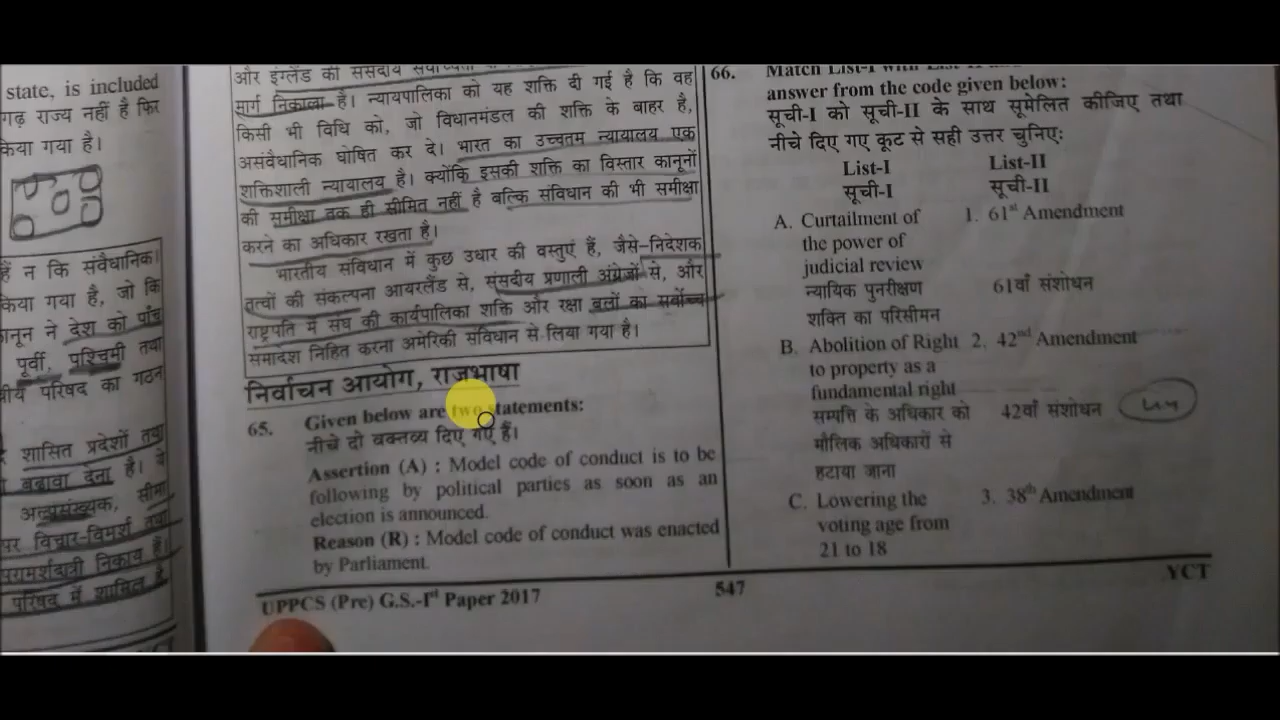 state, is included
गढ़ राज्य नहीं है फिर
किया गया है।
हैं न कि संवैधानिक।
किया गया है, जो कि
कानून ने देश को पाँच
पूर्वी, पश्चिमी तथा
परिषद का गठन
शासित प्रदेशों तथा
बढ़ावा देना है। ये
अल्पसंख्यक, सीमा
पर विचार-विमर्श तथा
परामर्शदात्री निकाय हैं।
परिषद में शामिल है
और इंग्लैंड की संसदीय
मार्ग निकाला है। न्यायपालिका को यह शक्ति दी गई है कि वह
किसी भी विधि को, जो विधानमंडल की शक्ति के बाहर है,
असंवैधानिक घोषित कर दे। भारत का उच्चतम न्यायालय एक
शक्तिशाली न्यायालय है। क्योंकि इसकी शक्ति का विस्तार कानूनों
की समीक्षा तक ही सीमित नहीं है बल्कि संविधान की भी समीक्षा
करने का अधिकार रखता है।
भारतीय संविधान में कुछ उधार की वस्तुएं हैं, जैसे-निदेशक
तत्वों की संकल्पना आयरलैंड से, संसदीय प्रणाली अंग्रेजों से, और
राष्ट्रपति में संघ की कार्यपालिका शक्ति और रक्षा बलों का सर्वोच्च
समादेश निहित करना अमेरिकी संविधान से लिया गया है।
निर्वाचन आयोग, राजभाषा
65. Given below are two statements:
नीचे दो वक्तव्य दिए गए हैं।
Assertion (A) : Model code of conduct is to be
following by political parties as soon as an
election is announced.
Reason (R) : Model code of conduct was enacted
by Parliament.
66. Match List-I with List-II
answer from the code given below:
सूची-I को सूची-II के साथ सूमेलित कीजिए तथा
नीचे दिए गए कूट से सही उत्तर चुनिएः
List-I List-II
सूची-I सूची-II
A. Curtailment of 1. 61st Amendment
the power of
judicial review
न्यायिक पुनरीक्षण 61वाँ संशोधन
शक्ति का परिसीमन
B. Abolition of Right 2. 42nd Amendment
to property as a
fundamental right
सम्पत्ति के अधिकार को 42वाँ संशोधन
मौलिक अधिकारों से
हटाया जाना
C. Lowering the 3. 38th Amendment
voting age from
21 to 18
UPPCS (Pre) G.S.-Ist Paper 2017 547 YCT